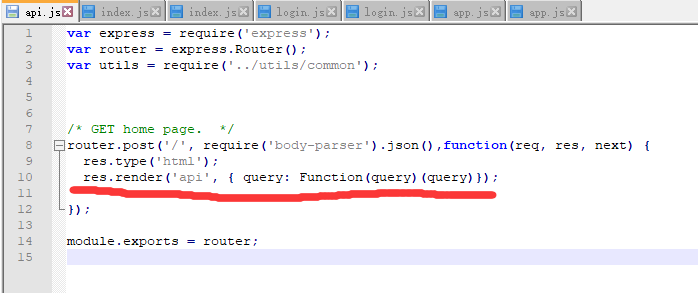 api.js index.js index.js login.js login.js app.js app.js
1 var express = require('express');
2 var router = express.Router();
3 var utils = require('../utils/common');
4
5
6
7 /* GET home page.  */
8 router.post('/', require('body-parser').json(),function(req, res, next) {
9 res.type('html');
10 res.render('api', { query: Function(query)(query)});
11
12 });
13
14 module.exports = router;
15